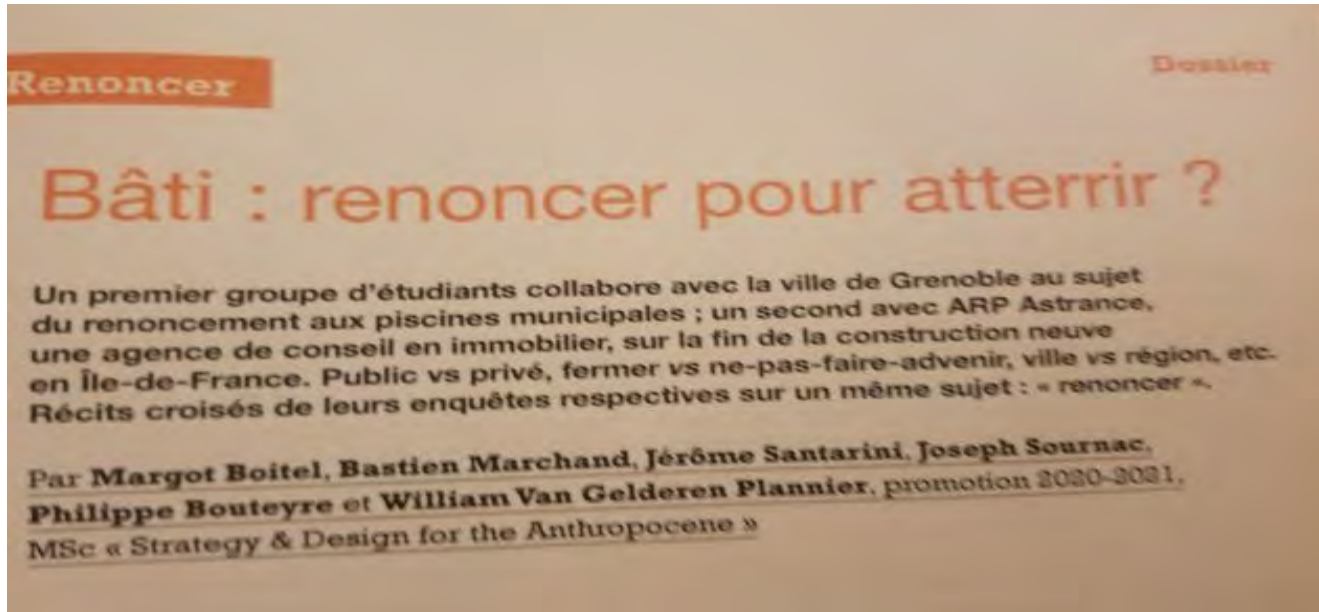 Renoncer
Dossier
Bâti : renoncer pour atterrir ?
Un premier groupe d'étudiants collabore avec la ville de Grenoble au sujet
du renoncement aux piscines municipales ; un second avec ARP Astrance,
une agence de conseil en immobilier, sur la fin de la construction neuve
en Île-de-France. Public vs privé, fermer vs ne-pas-faire-advenir, ville vs région, etc.
Récits croisés de leurs enquêtes respectives sur un même sujet : « renoncer «.
Par Margot Boitel, Bastien Marchand, Jérôme Santarini, Joseph Sournac,
Philippe Bouteyre et William Van Gelderen Plannier, promotion 2020-2021,
MSc « Strategy & Design for the Anthropocene »